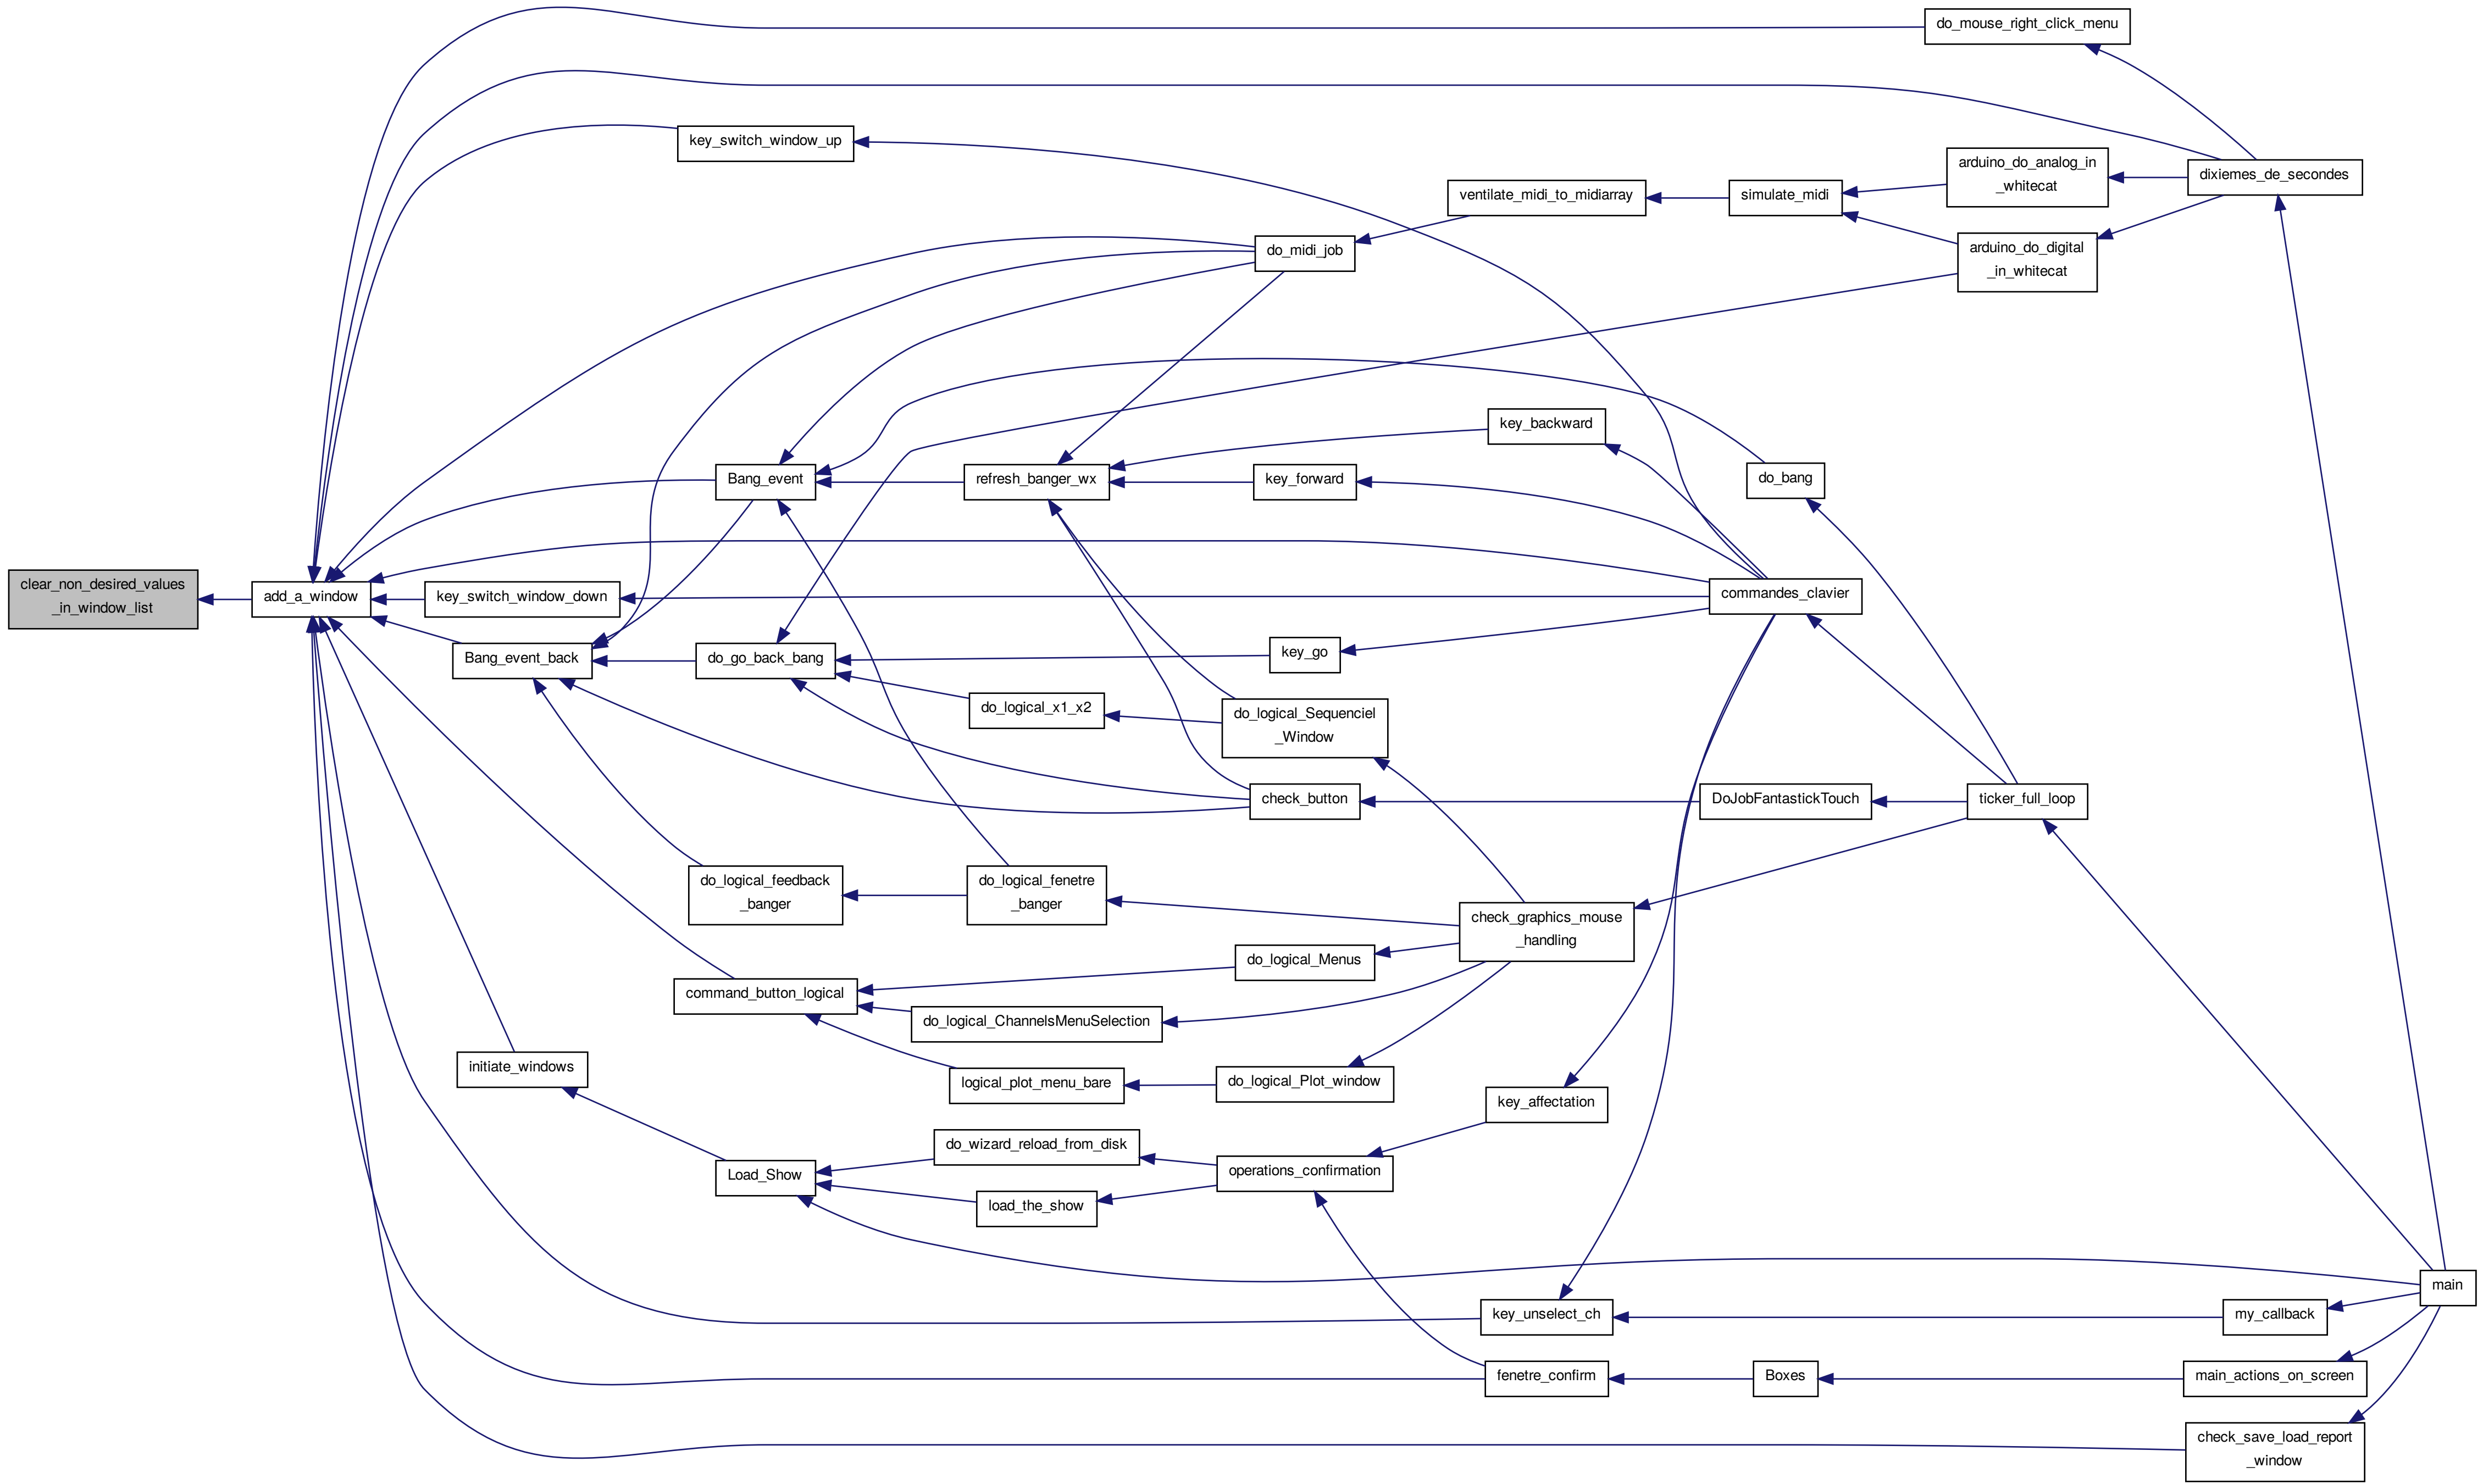 do_mouse_right_click_menu
key_switch_window_up
arduino_do_analog_in
_whitecat
dixiemes_de_secondes
ventilate_midi_to_midiarray
simulate_midi
do_midi_job
arduino_do_digital
_in_whitecat
key_backward
Bang_event
refresh_banger_wx
key_forward
do_bang
clear_non_desired_values
_in_window_list
add_a_window
key_switch_window_down
commandes_clavier
Bang_event_back
do_go_back_bang
key_go
do_logical_x1_x2
do_logical_Sequenciel
_Window
check_button
DoJobFantastickTouch
ticker_full_loop
do_logical_feedback
_banger
do_logical_fenetre
_banger
check_graphics_mouse
_handling
do_logical_Menus
command_button_logical
do_logical_ChannelsMenuSelection
initiate_windows
logical_plot_menu_bare
do_logical_Plot_window
key_affectation
do_wizard_reload_from_disk
Load_Show
operations_confirmation
load_the_show
main
key_unselect_ch
my_callback
fenetre_confirm
Boxes
main_actions_on_screen
check_save_load_report
_window